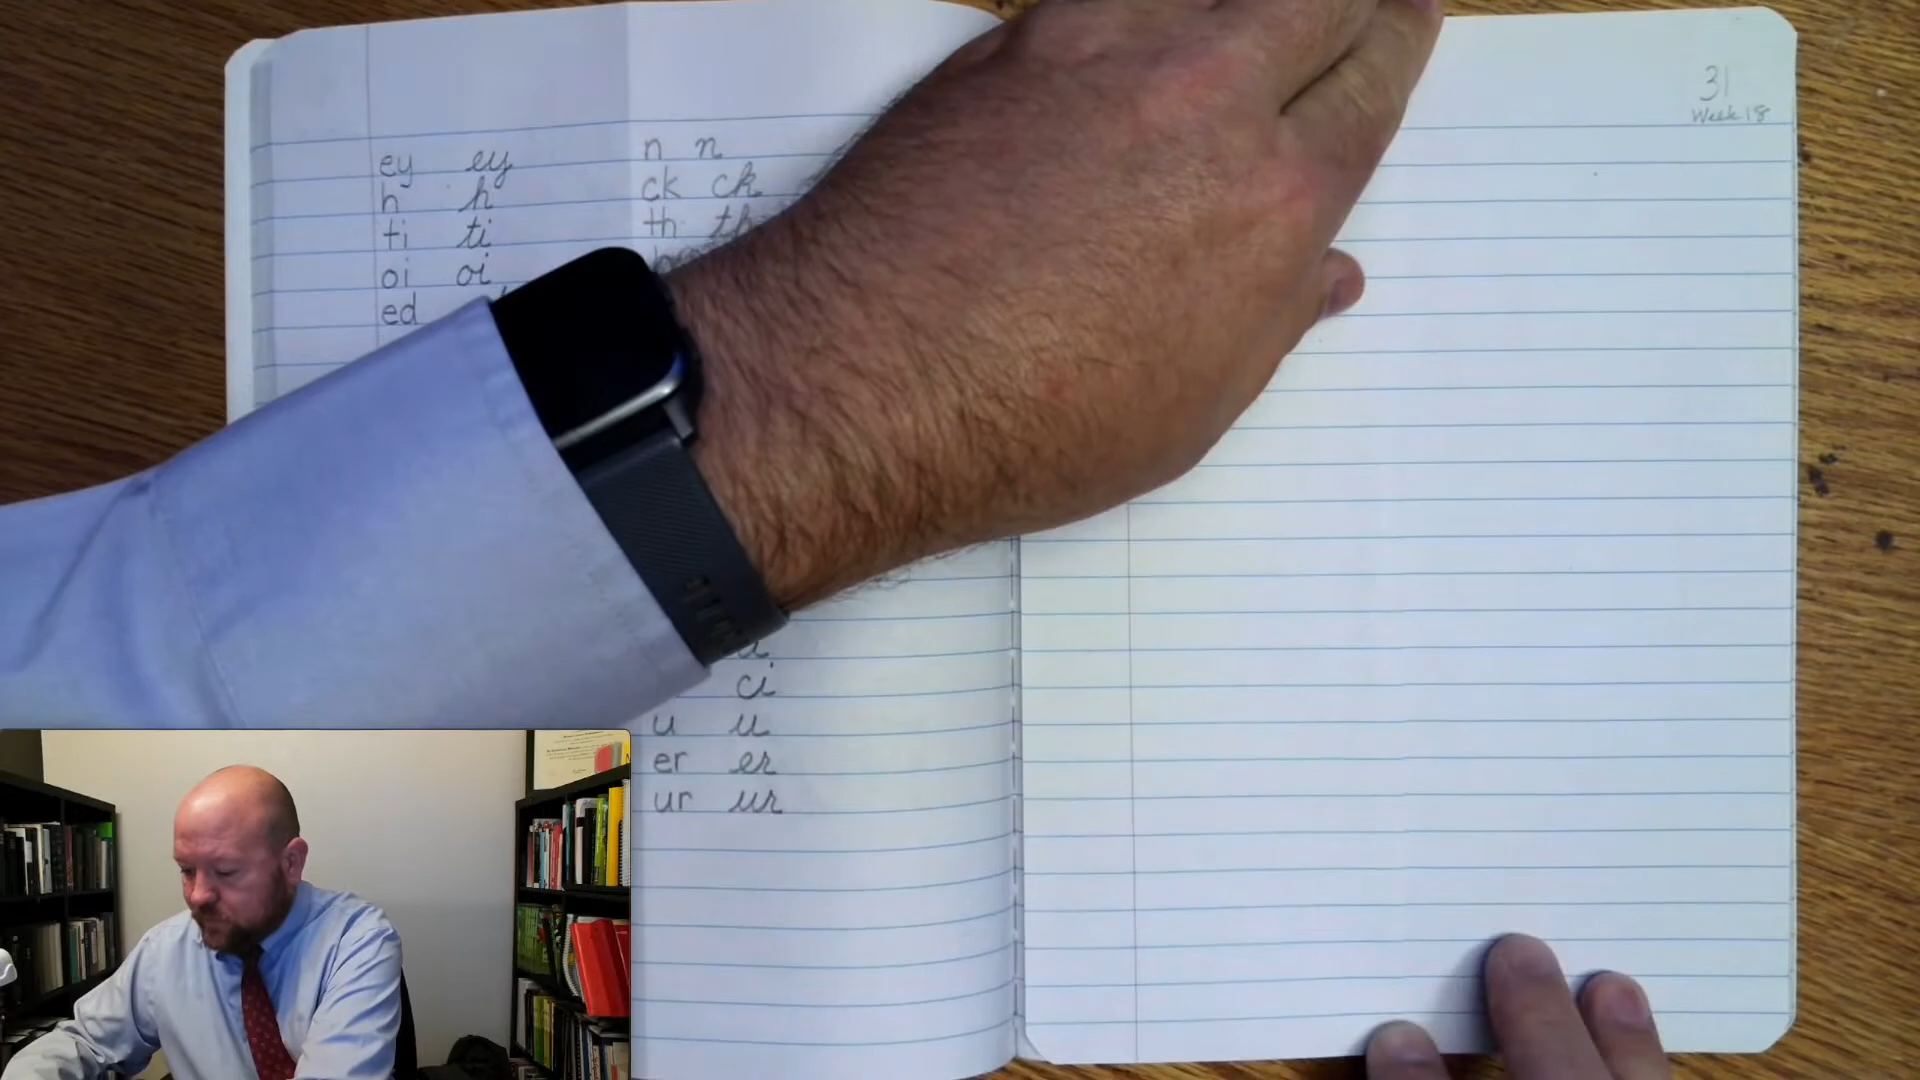 31
Week 18
ey ey
h h
ti ti
oi oi
ed
n n
ck ck
th th
ci
u u
er er
ur ur